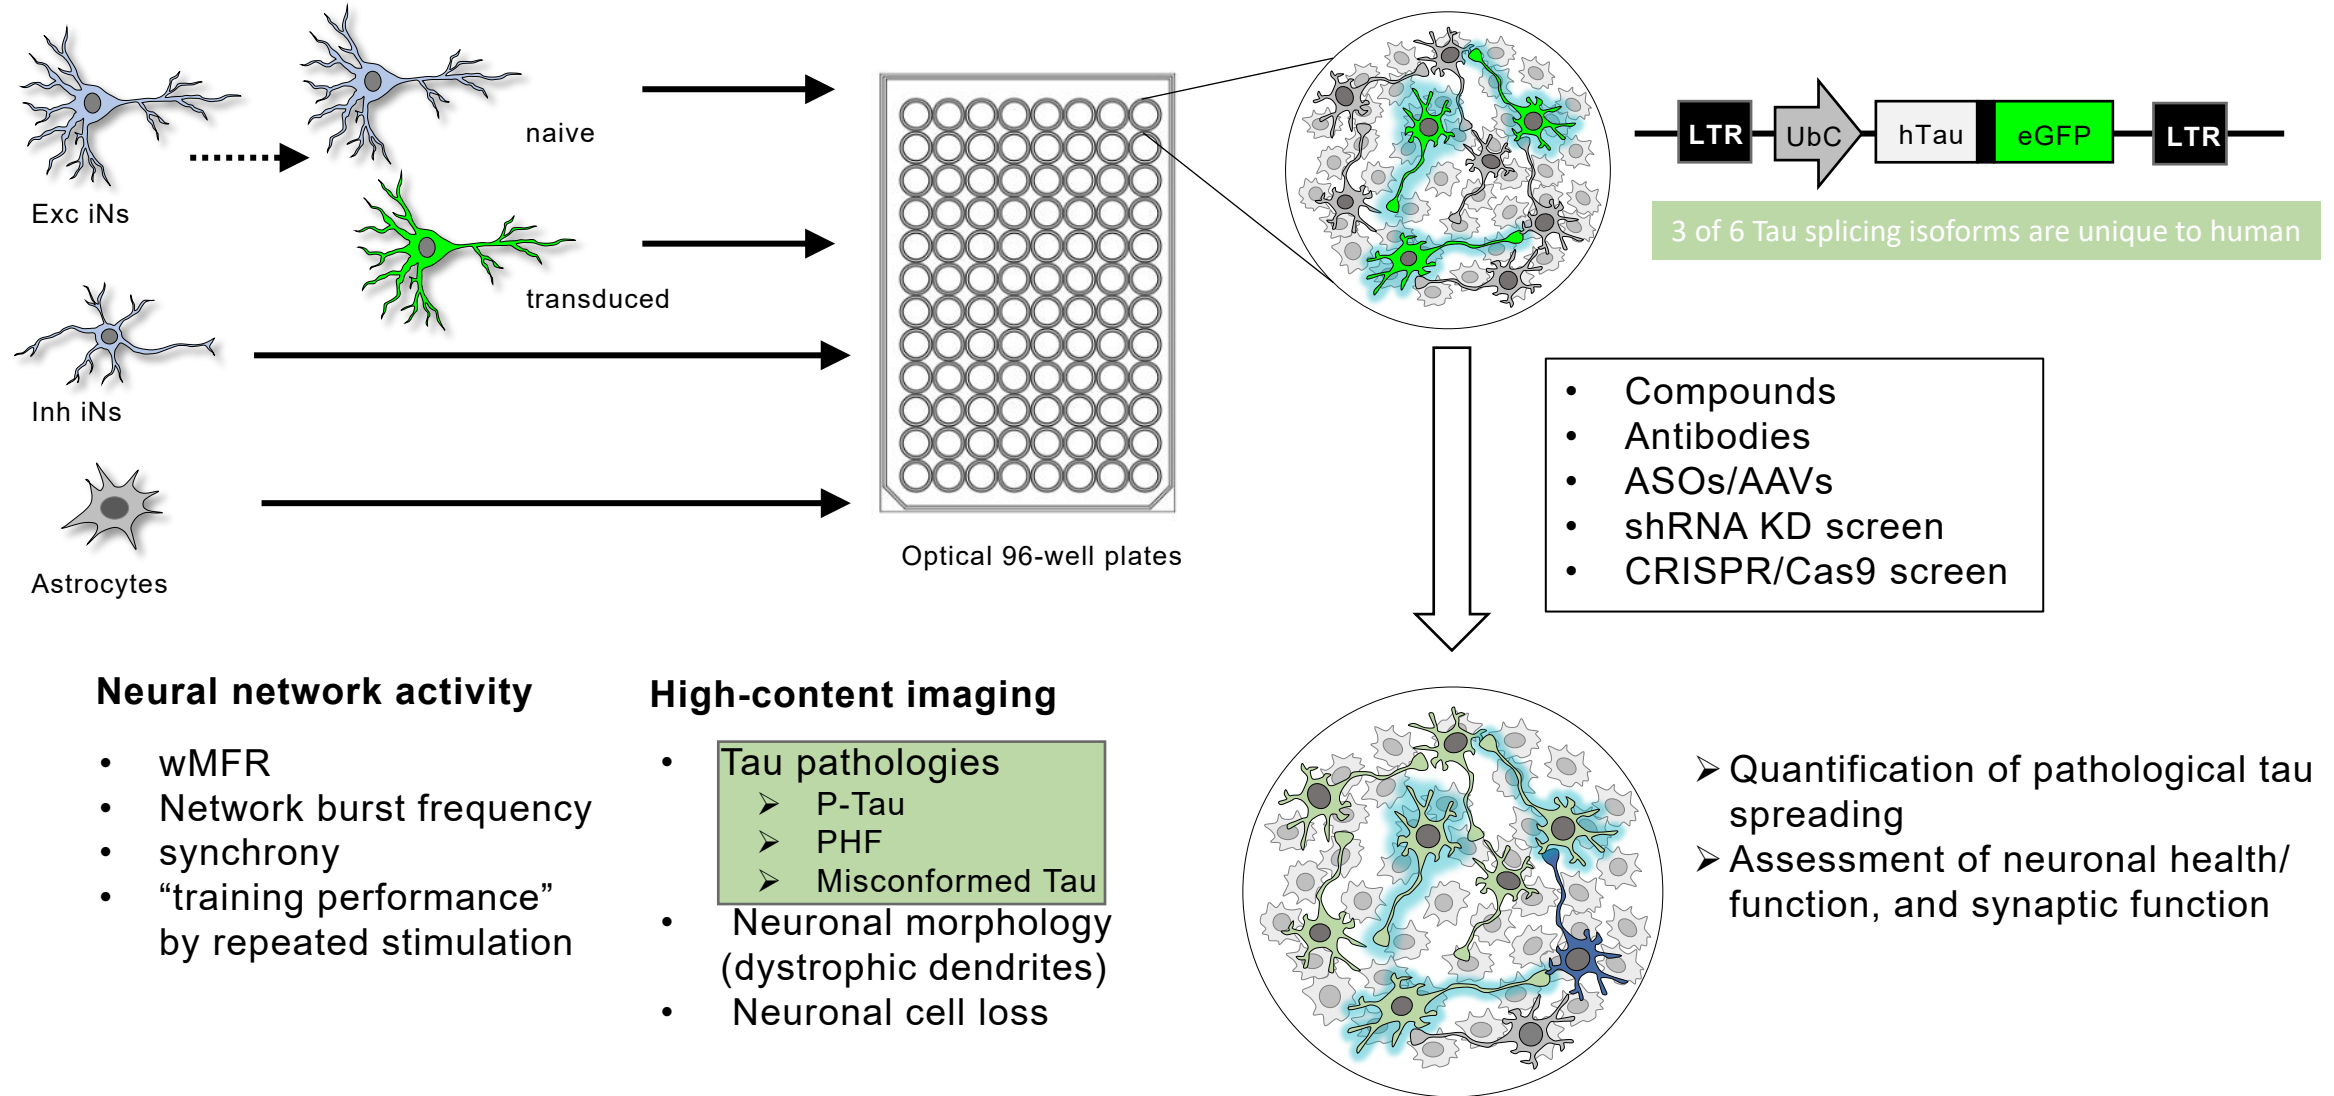 Exc iNs
naive
transduced
Inh iNs
Astrocytes
Optical 96-well plates
LTR
UbC
hTau
eGFP
LTR
3 of 6 Tau splicing isoforms are unique to human
• Compounds
• Antibodies
• ASOs/AAVs
• shRNA KD screen
• CRISPR/Cas9 screen
Neural network activity
• wMFR
• Network burst frequency
• synchrony
• “training performance”
by repeated stimulation
High-content imaging
• Tau pathologies
➢ P-Tau
➢ PHF
➢ Misconformed Tau
• Neuronal morphology
(dystrophic dendrites)
• Neuronal cell loss
➢ Quantification of pathological tau
spreading
➢ Assessment of neuronal health/
function, and synaptic function